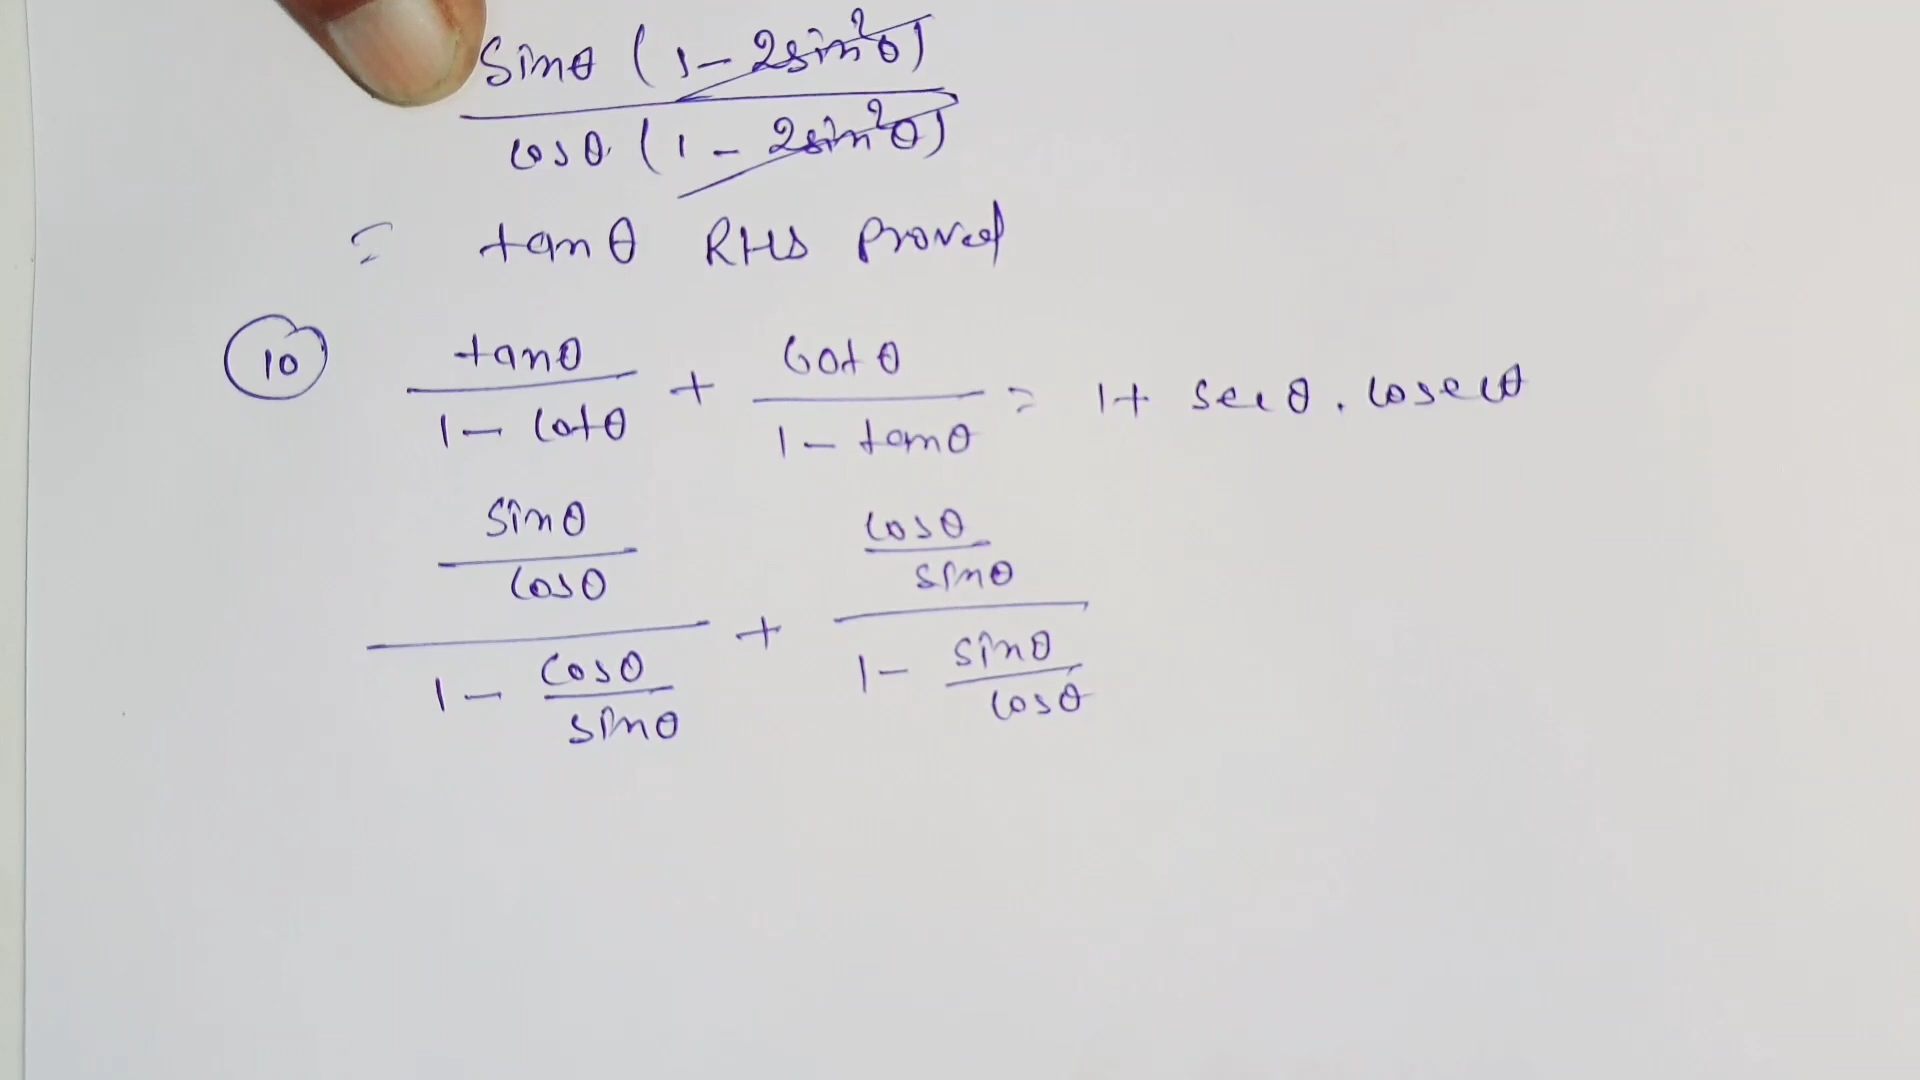 sinθ (1 - 2sin²θ)
cosθ (1 - 2sin²θ)
= tanθ RHS Proved
10 tanθ + cotθ = 1 + secθ . cosecθ
1 - cotθ 1 - tanθ
sinθ cosθ
cosθ sinθ
+
1 - cosθ 1 - sinθ
sinθ cosθ